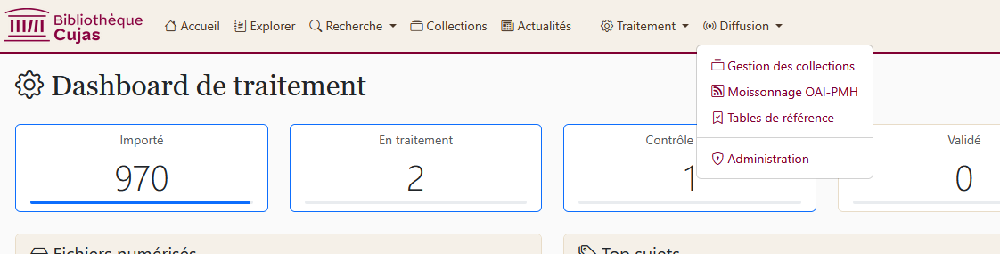 Bibliothèque
Cujas
Accueil Explorer Recherche Collections Actualités Traitement Diffusion
Gestion des collections
Moissonnage OAI-PMH
Tables de référence
Administration
Dashboard de traitement
Importé En traitement Contrôle Validé
970 2 1 0
Fichiers numérisés Top sujets